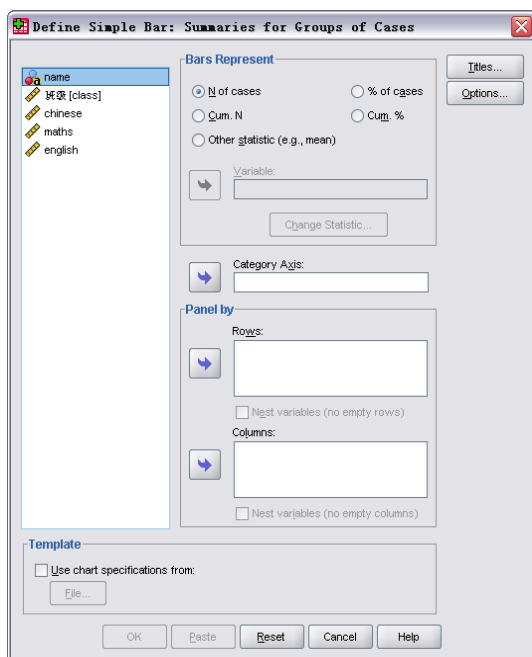 Define Simple Bar: Summaries for Groups of Cases
name
班级 [class]
chinese
maths
english
Bars Represent
N of cases
% of cases
Cum. N
Cum. %
Other statistic (e.g., mean)
Variable:
Change Statistic...
Category Axis:
Panel by
Rows:
Nest variables (no empty rows)
Columns:
Nest variables (no empty columns)
Titles...
Options...
Template
Use chart specifications from:
File...
OK
Paste
Reset
Cancel
Help